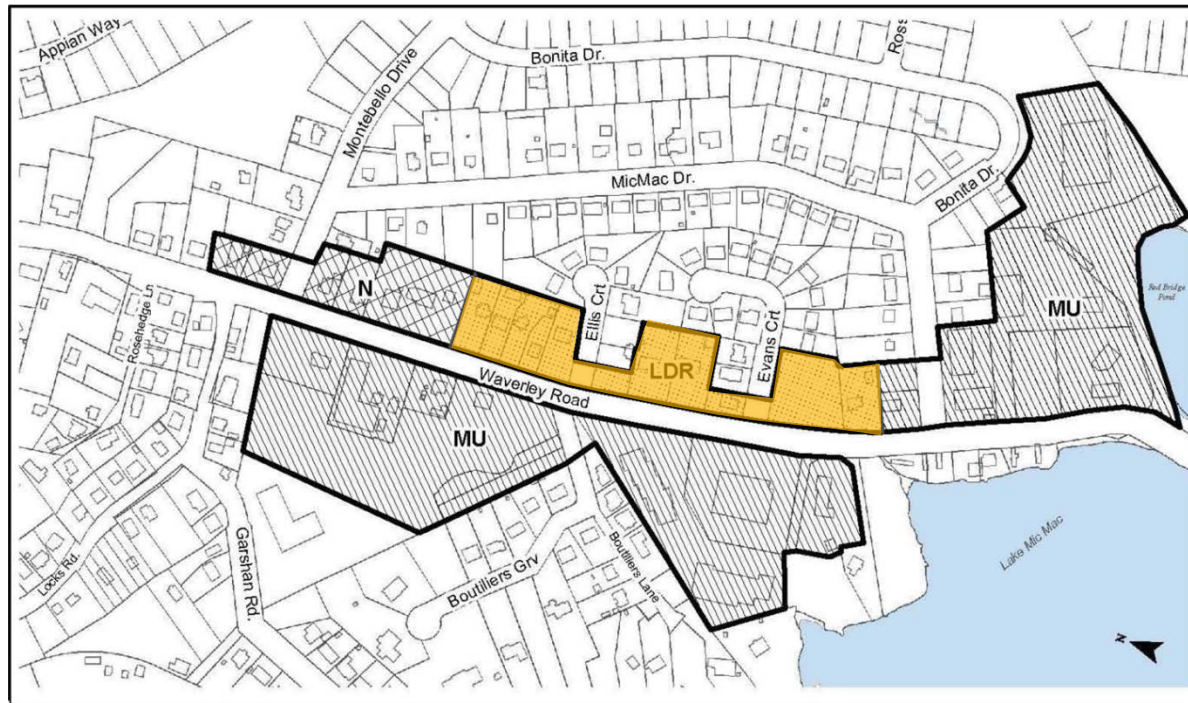 Appian Way
Montebello Drive
Bonita Dr.
Ross
MicMac Dr.
Bonita Dr.
Rosehedge Ln
N
Ellis Crt
Evans Crt
LDR
MU
Red Bridge
Pond
Waverley Road
MU
Locks Rd.
Garshan Rd.
Boutiliers Grv
Boutiliers Lane
Lake Mic Mac
N